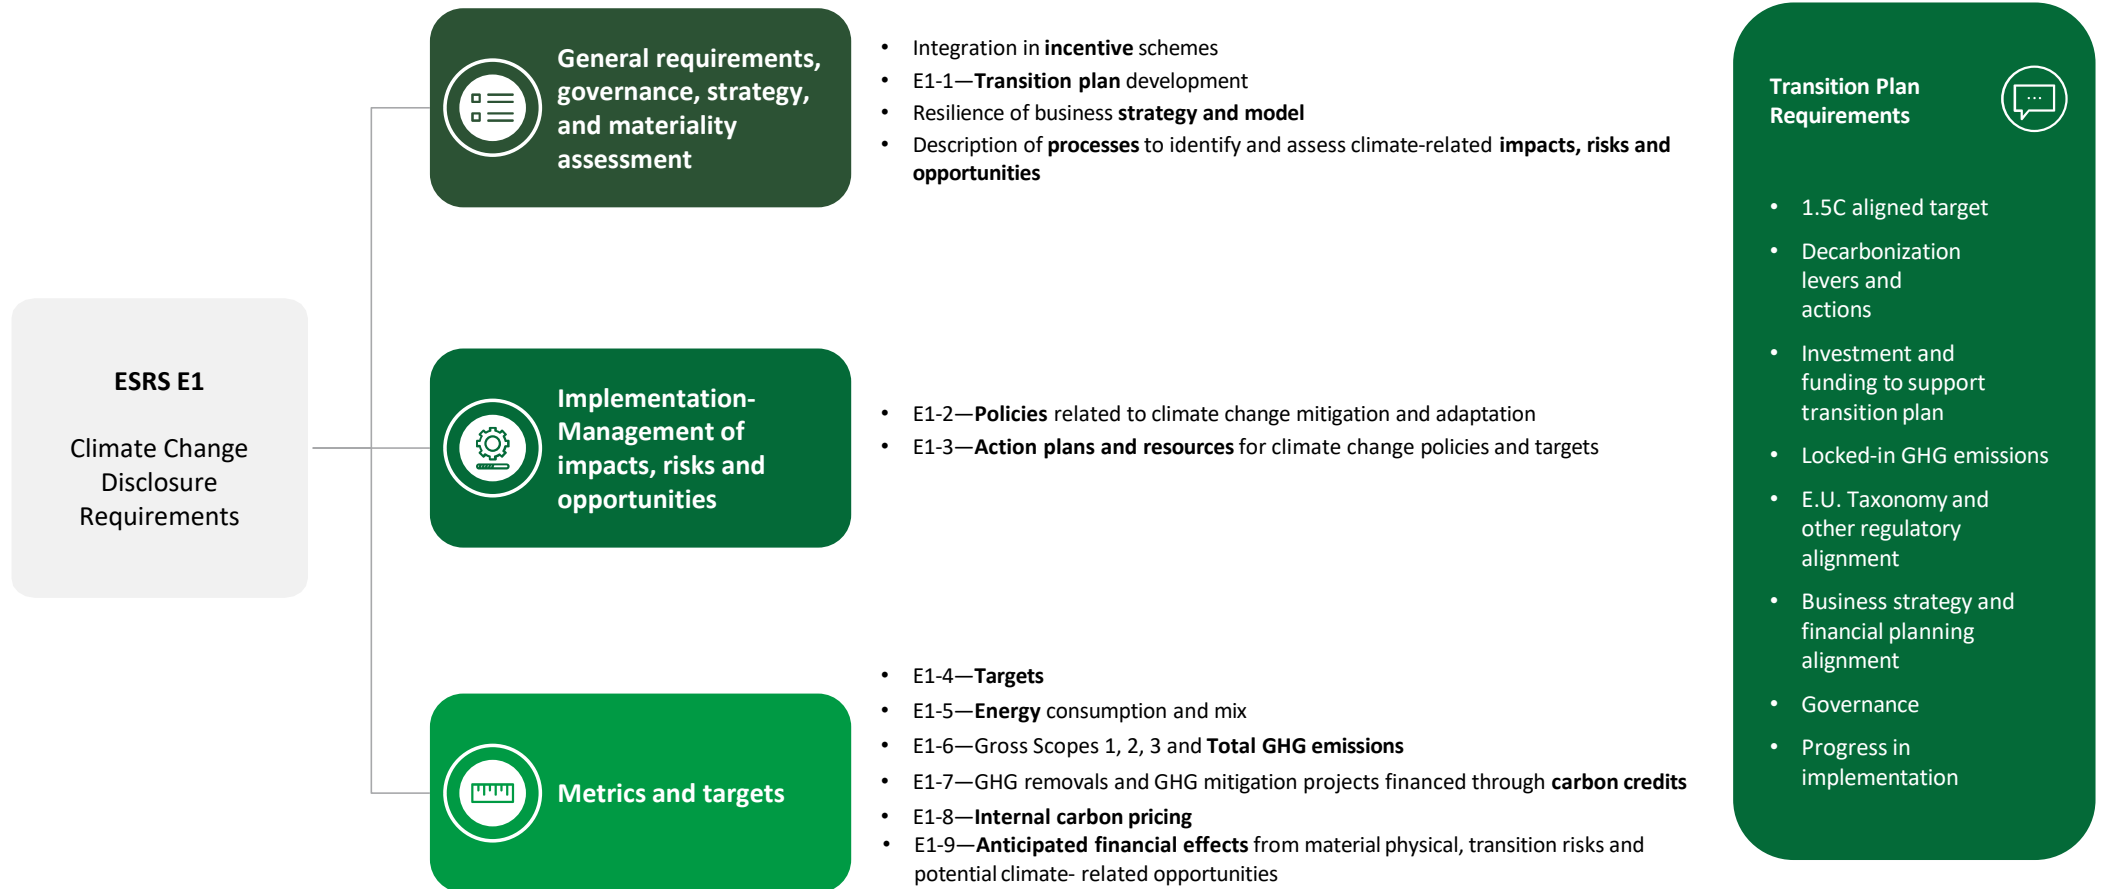 ESRS E1
Climate Change
Disclosure
Requirements
General requirements,
governance, strategy,
and materiality
assessment
• Integration in incentive schemes
• E1-1—Transition plan development
• Resilience of business strategy and model
• Description of processes to identify and assess climate-related impacts, risks and
opportunities
Implementation-
Management of
impacts, risks and
opportunities
• E1-2—Policies related to climate change mitigation and adaptation
• E1-3—Action plans and resources for climate change policies and targets
Metrics and targets
• E1-4—Targets
• E1-5—Energy consumption and mix
• E1-6—Gross Scopes 1, 2, 3 and Total GHG emissions
• E1-7—GHG removals and GHG mitigation projects financed through carbon credits
• E1-8—Internal carbon pricing
• E1-9—Anticipated financial effects from material physical, transition risks and
potential climate- related opportunities
Transition Plan
Requirements
• 1.5C aligned target
• Decarbonization
levers and
actions
• Investment and
funding to support
transition plan
• Locked-in GHG emissions
• E.U. Taxonomy and
other regulatory
alignment
• Business strategy and
financial planning
alignment
• Governance
• Progress in
implementation